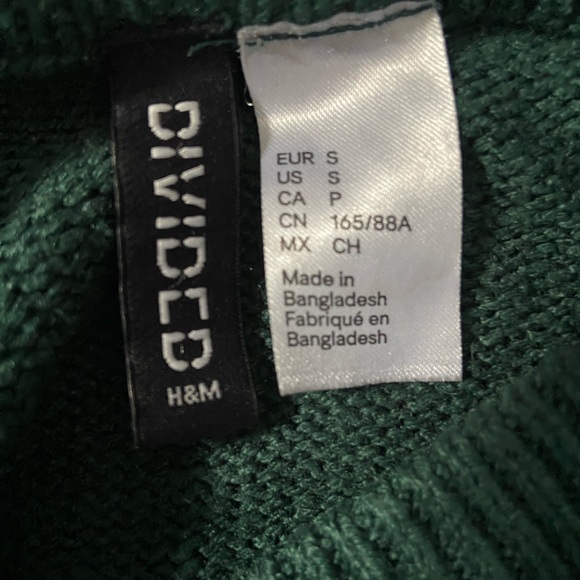 DIVIDED
H&M
EUR S
US S
CA P
CN 165/88A
MX CH
Made in
Bangladesh
Fabriqué en
Bangladesh